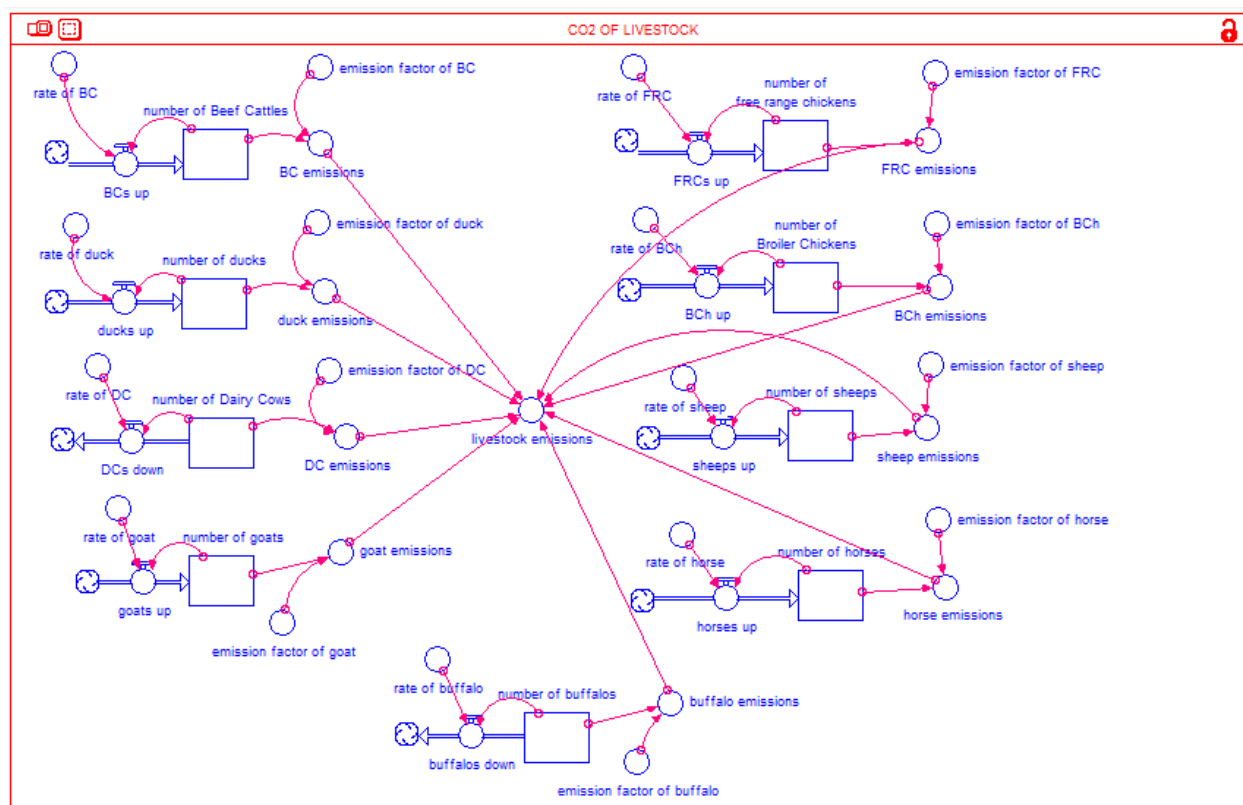 CO2 OF LIVESTOCK
rate of BC
emission factor of BC
number of Beef Cattles
BCs up
BC emissions
rate of FRC
number of
free range chickens
emission factor of FRC
FRCs up
FRC emissions
rate of duck
emission factor of duck
number of ducks
ducks up
duck emissions
rate of BCh
number of
Broiler Chickens
emission factor of BCh
BCh up
BCh emissions
rate of DC
emission factor of DC
number of Dairy Cows
DCs down
DC emissions
livestock emissions
rate of sheep
number of sheeps
emission factor of sheep
sheeps up
sheep emissions
rate of goat
number of goats
goat emissions
goats up
emission factor of goat
rate of horse
number of horses
emission factor of horse
horses up
horse emissions
rate of buffalo
number of buffalos
buffalo emissions
buffalos down
emission factor of buffalo